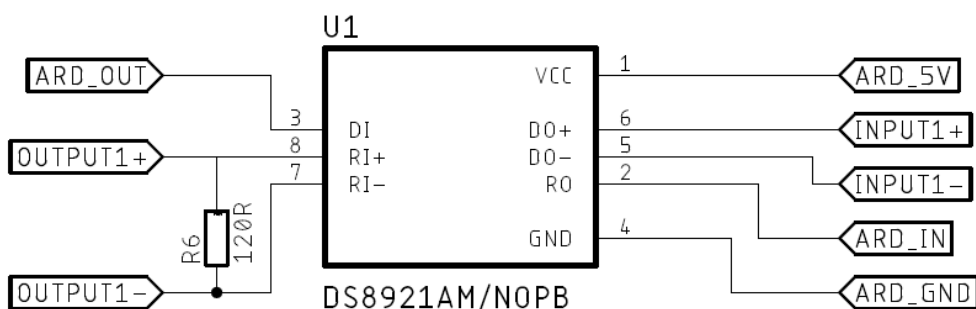 U1
ARD_OUT
OUTPUT1+
OUTPUT1-
R6
120R
3
8
7
DI
RI+
RI-
VCC
DO+
DO-
RO
GND
1
6
5
2
4
ARD_5V
INPUT1+
INPUT1-
ARD_IN
ARD_GND
DS8921AM/NOPB